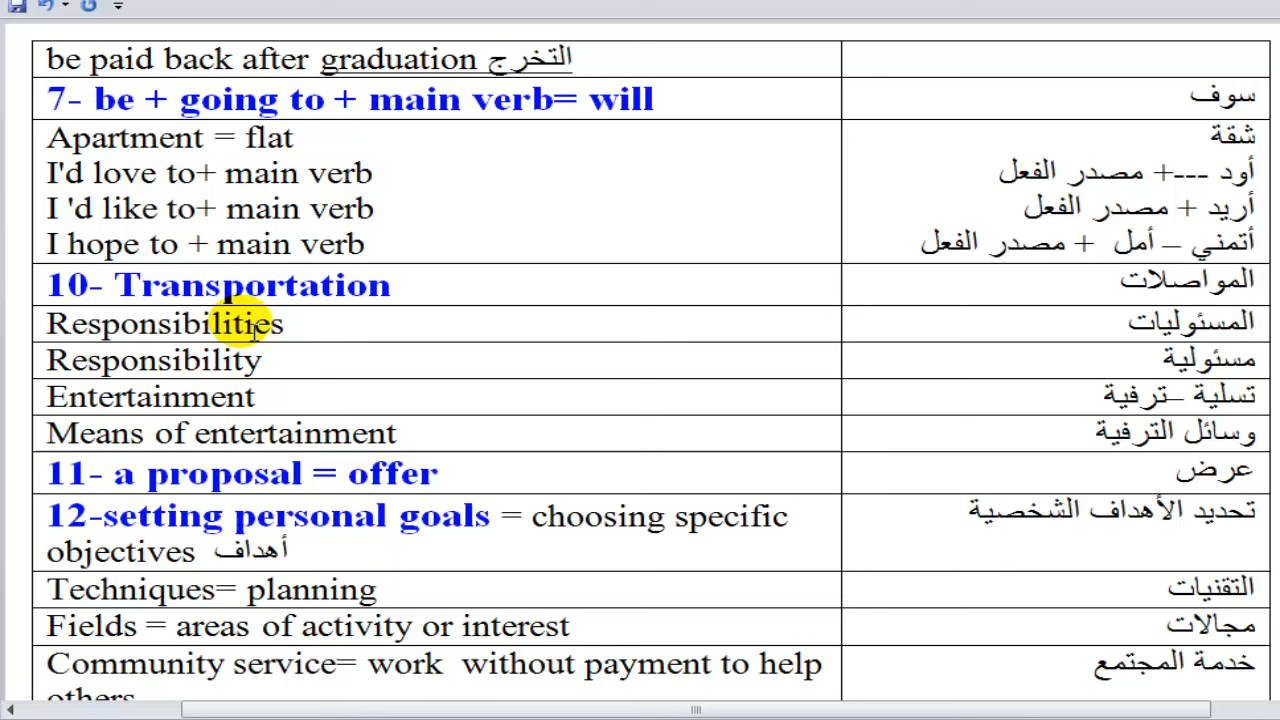 be paid back after graduation التخرج
7- be + going to + main verb= will سوف
Apartment = flat شقة
I'd love to+ main verb أود ---+ مصدر الفعل
I 'd like to+ main verb أريد + مصدر الفعل
I hope to + main verb أتمني – أمل + مصدر الفعل
10- Transportation المواصلات
Responsibilities المسئوليات
Responsibility مسئولية
Entertainment تسلية –ترفية
Means of entertainment وسائل الترفية
11- a proposal = offer عرض
12-setting personal goals = choosing specific تحديد الأهداف الشخصية
objectives أهداف
Techniques= planning التقنيات
Fields = areas of activity or interest مجالات
Community service= work without payment to help خدمة المجتمع
others